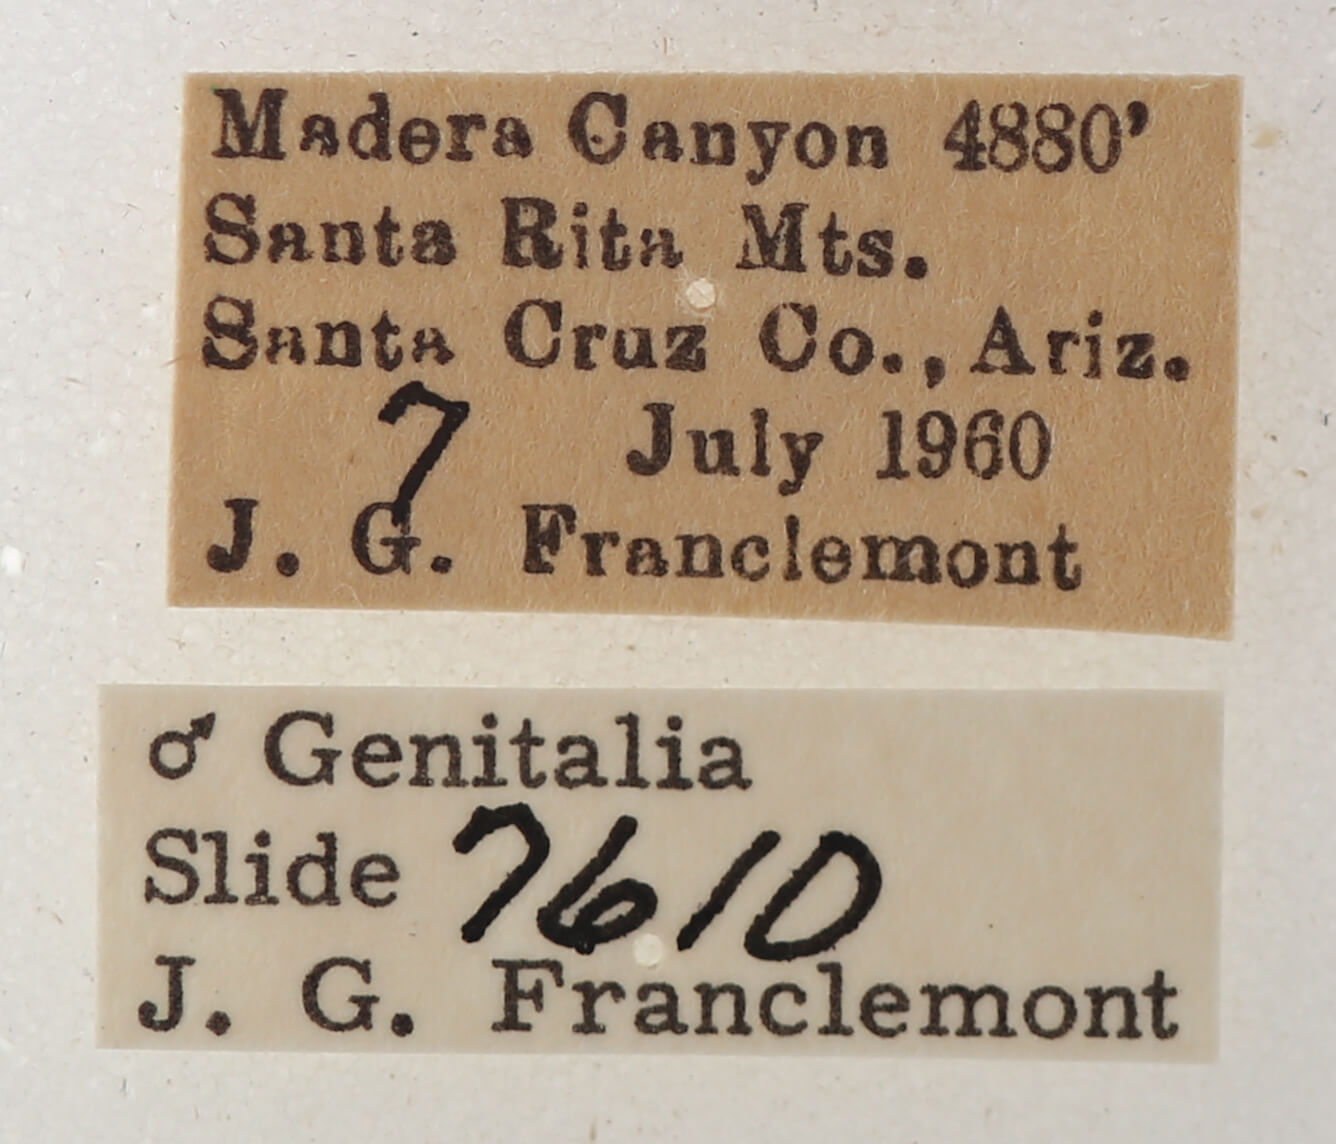 Madera Canyon 4880'
Santa Rita Mts.
Santa Cruz Co., Ariz.
7 July 1960
J. G. Franclemont
♂ Genitalia
Slide 7610
J. G. Franclemont